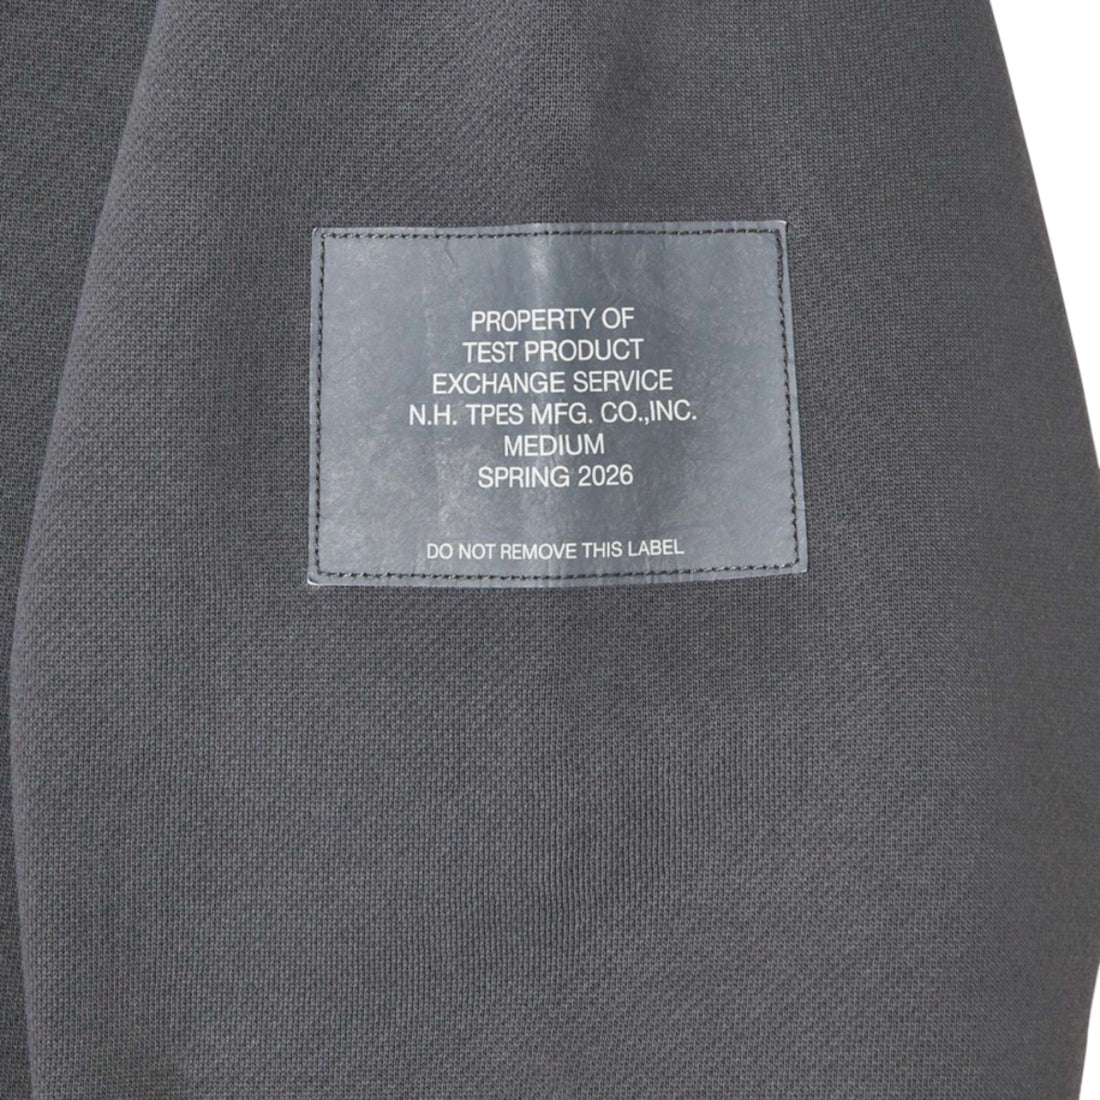 PROPERTY OF
TEST PRODUCT
EXCHANGE SERVICE
N.H. TPES MFG. CO.,INC.
MEDIUM
SPRING 2026
DO NOT REMOVE THIS LABEL